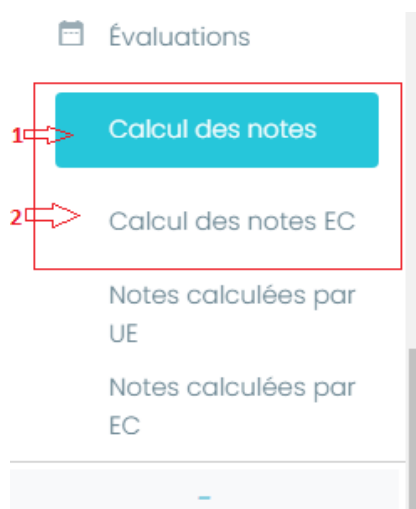 Évaluations
1 Calcul des notes
2 Calcul des notes EC
Notes calculées par
UE
Notes calculées par
EC